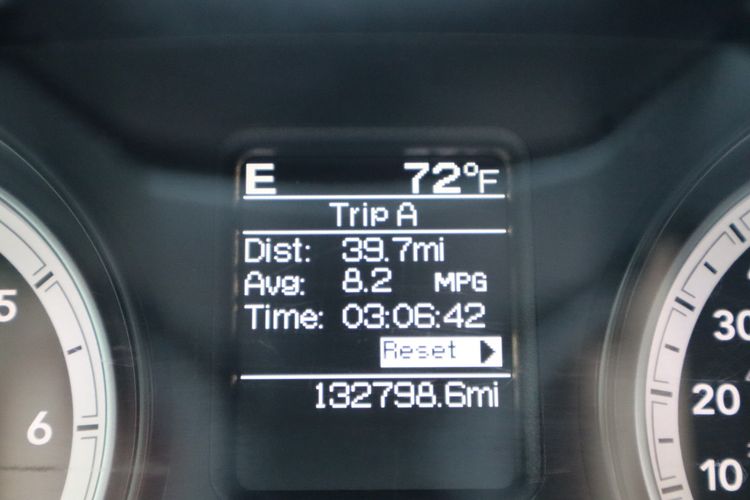 E 72°F
Trip A
Dist: 39.7mi
Avg: 8.2 MPG
Time: 03:06:42
Reset
132798.6mi
5
6
30
20
10